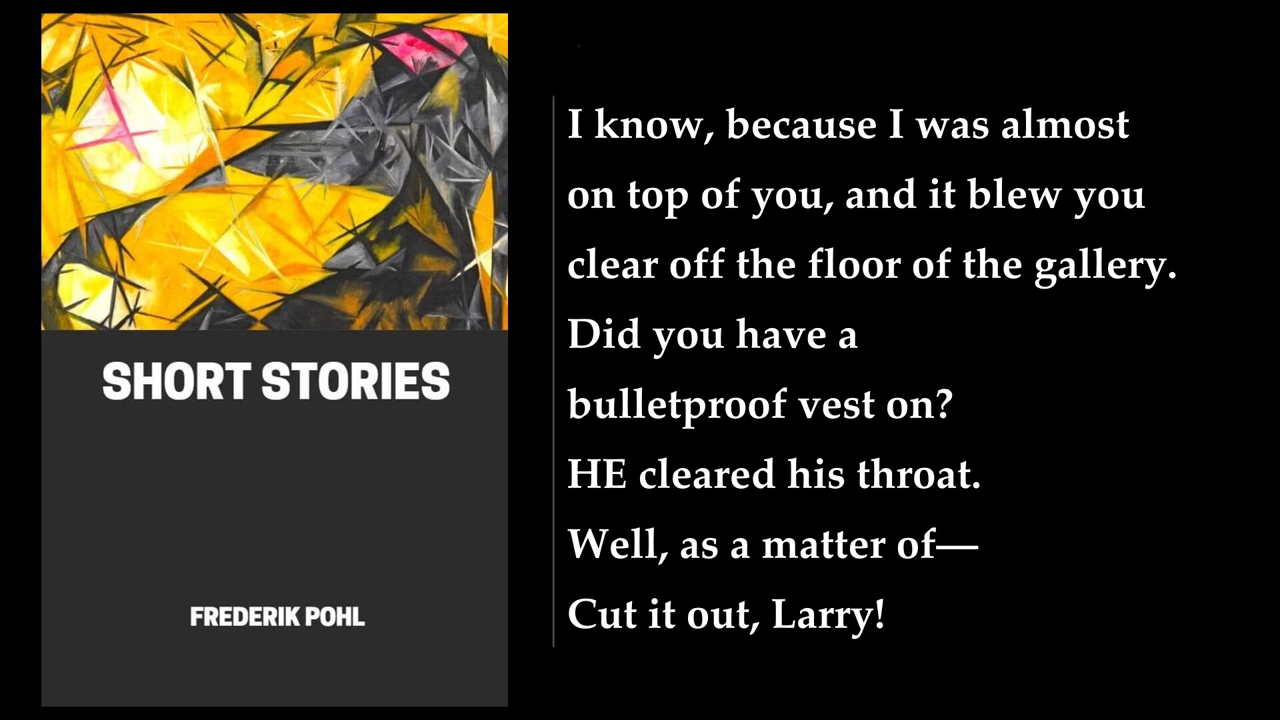 SHORT STORIES
FREDERIK POHL
I know, because I was almost
on top of you, and it blew you
clear off the floor of the gallery.
Did you have a
bulletproof vest on?
HE cleared his throat.
Well, as a matter of—
Cut it out, Larry!